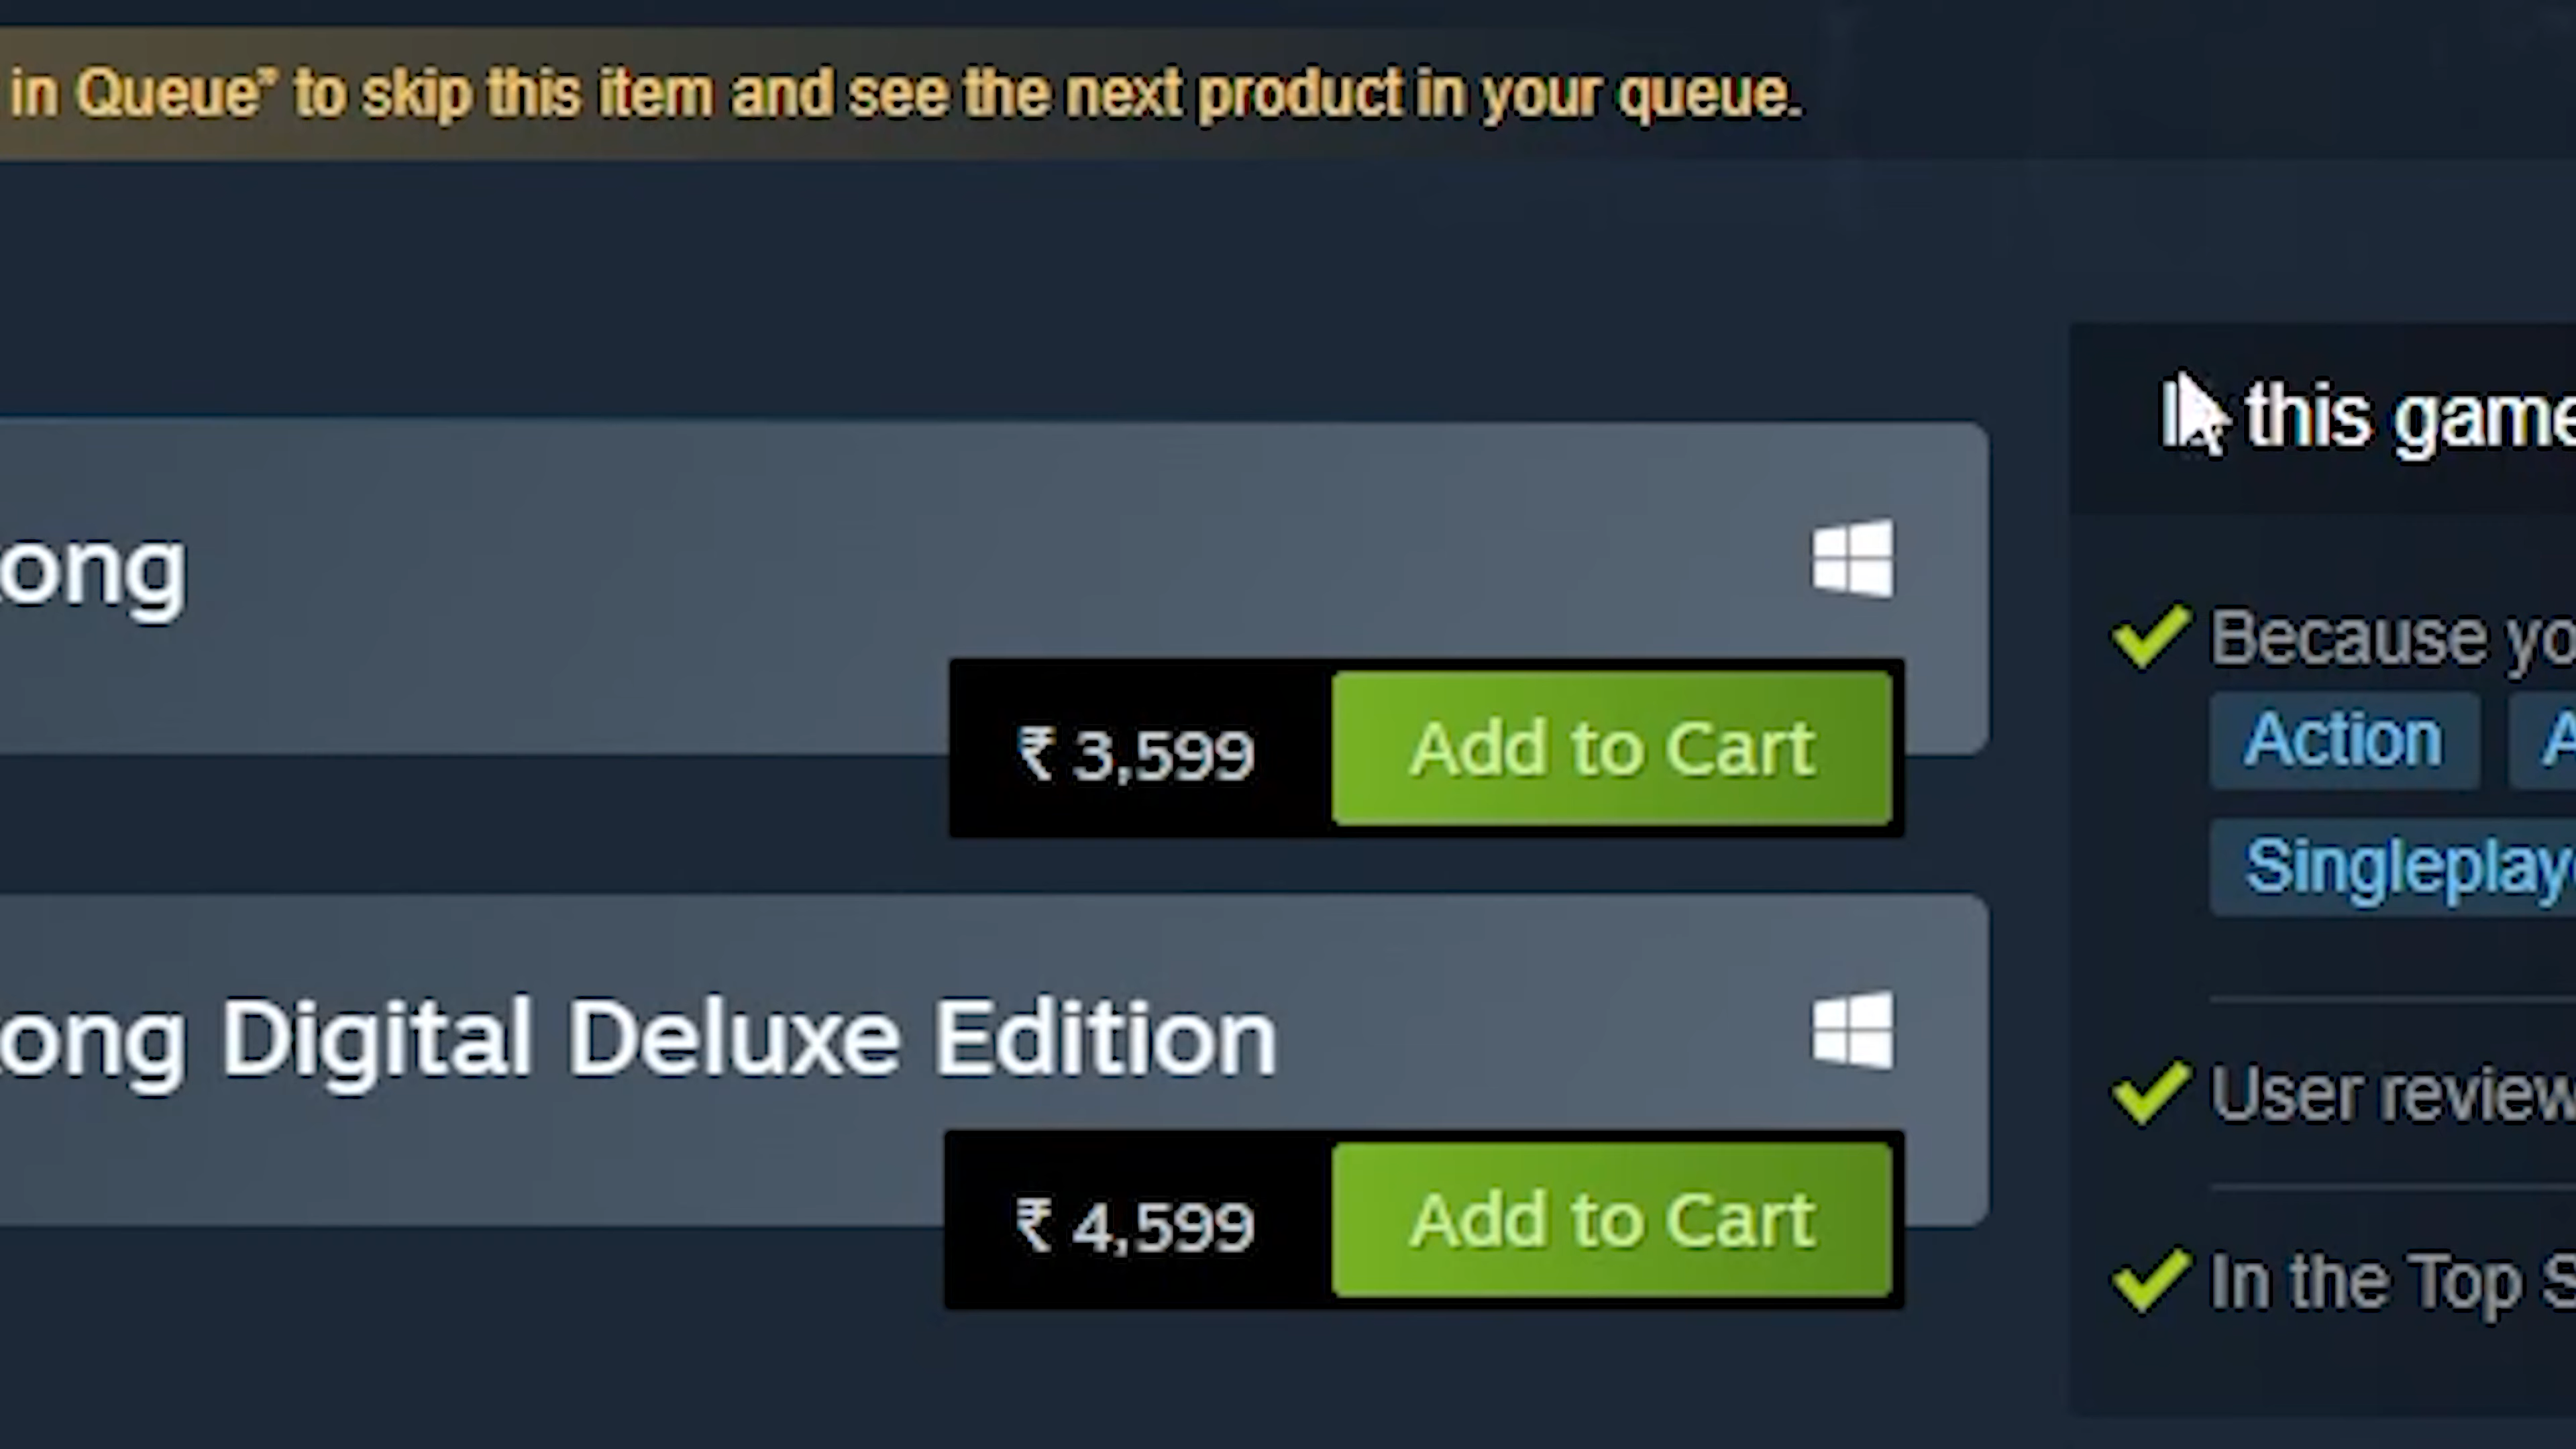 in Queue” to skip this item and see the next product in your queue.
this game
ong
Because yo
₹ 3,599
Add to Cart
Action
A
Singleplaye
ong Digital Deluxe Edition
User review
₹ 4,599
Add to Cart
In the Top S